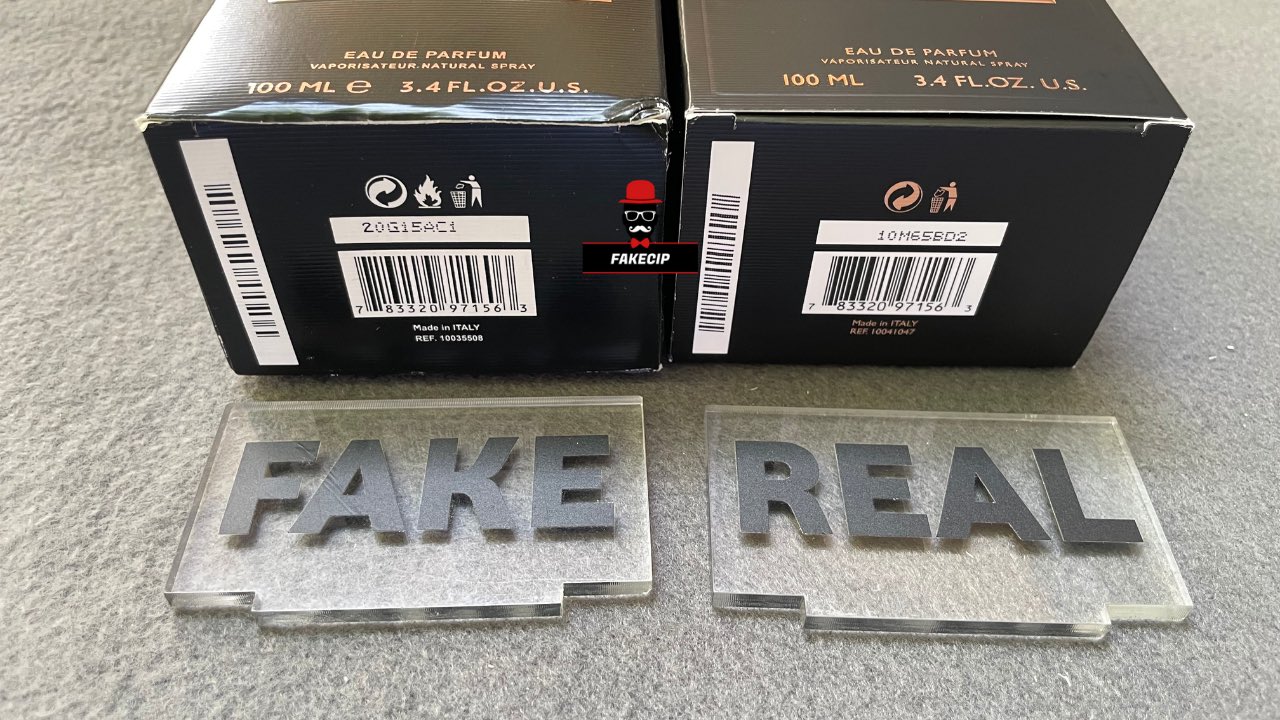 EAU DE PARFUM
VAPORISATEUR.NATURAL SPRAY
100 ML ℮ 3.4 FL.OZ.U.S.
20G15AC1
7 83320 97156 3
Made in ITALY
REF. 10035508
EAU DE PARFUM
VAPORISATEUR NATURAL SPRAY
100 ML 3.4 FL.OZ. U.S.
10M65BD2
7 83320 97156 3
Made in ITALY
REF. 10041047
FAKECIP
FAKE
REAL